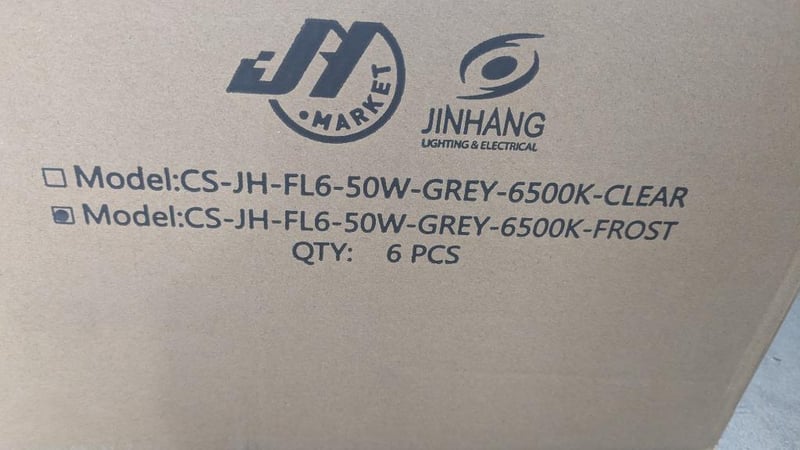 JH
MARKET
JINHANG
LIGHTING & ELECTRICAL
Model:CS-JH-FL6-50W-GREY-6500K-CLEAR
Model:CS-JH-FL6-50W-GREY-6500K-FROST
QTY: 6 PCS